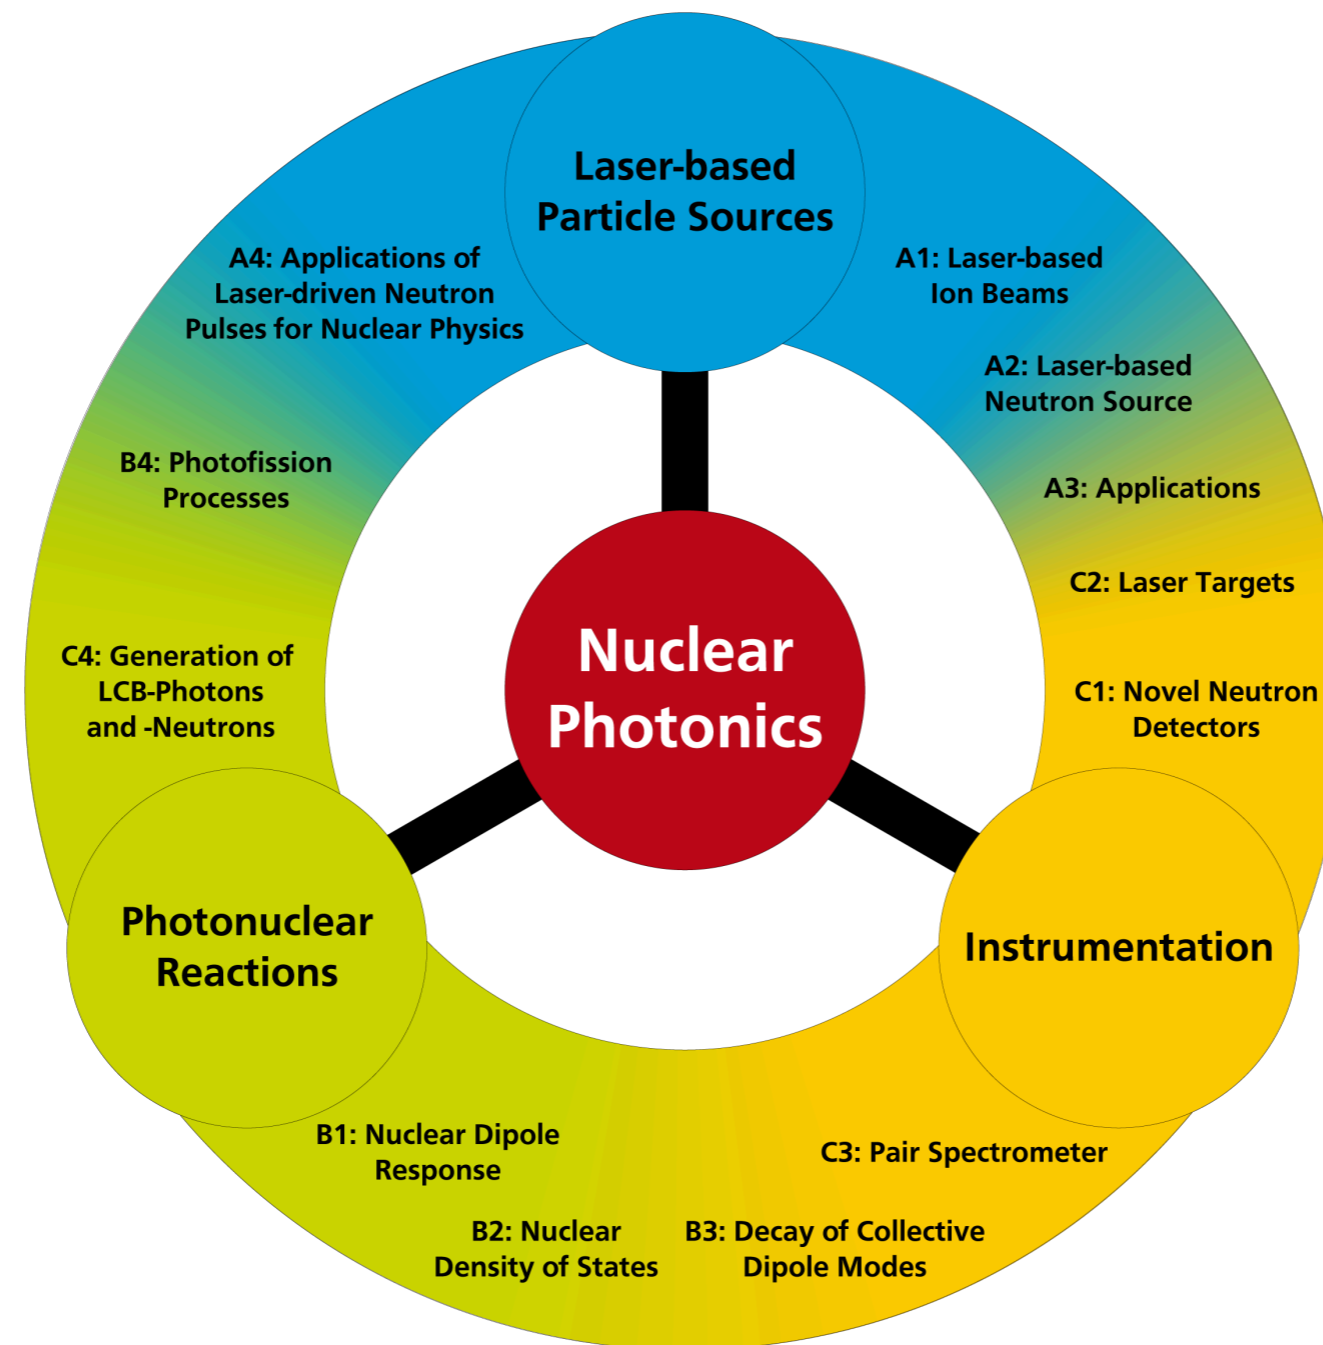 Laser-based
Particle Sources
A4: Applications of
Laser-driven Neutron
Pulses for Nuclear Physics
A1: Laser-based
Ion Beams
A2: Laser-based
Neutron Source
B4: Photofission
Processes
A3: Applications
C2: Laser Targets
Nuclear
Photonics
C4: Generation of
LCB-Photons
and -Neutrons
C1: Novel Neutron
Detectors
Photonuclear
Reactions
Instrumentation
B1: Nuclear Dipole
Response
C3: Pair Spectrometer
B2: Nuclear
Density of States
B3: Decay of Collective
Dipole Modes